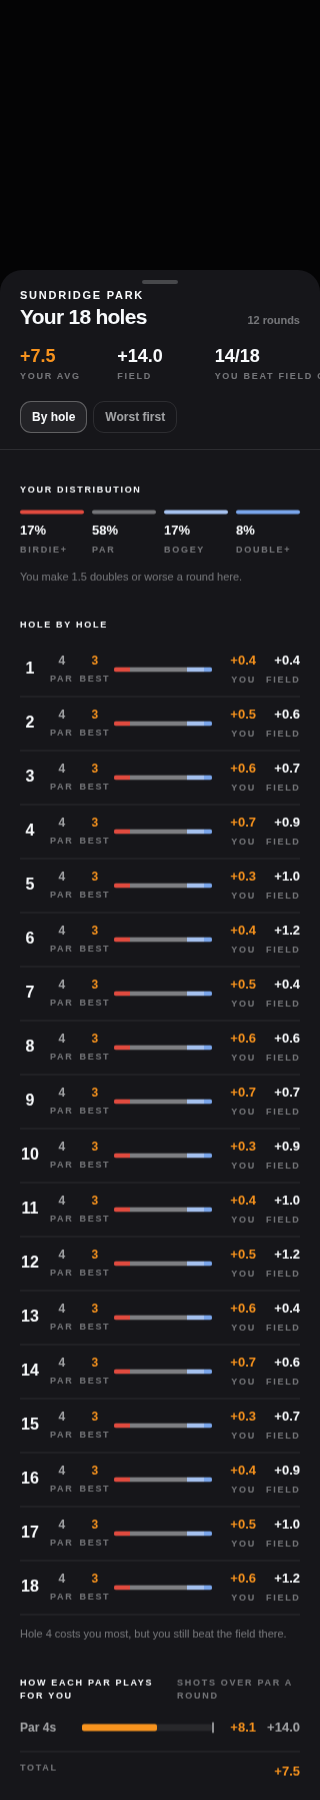 SUNDRIDGE PARK
Your 18 holes
12 rounds
+7.5 +14.0 14/18
YOUR AVG FIELD YOU BEAT FIELD
By hole Worst first
YOUR DISTRIBUTION
17% 58% 17% 8%
BIRDIE+ PAR BOGEY DOUBLE+
You make 1.5 doubles or worse a round here.
HOLE BY HOLE
1 4 3 +0.4 +0.4
PAR BEST YOU FIELD
2 4 3 +0.5 +0.6
PAR BEST YOU FIELD
3 4 3 +0.6 +0.7
PAR BEST YOU FIELD
4 4 3 +0.7 +0.9
PAR BEST YOU FIELD
5 4 3 +0.3 +1.0
PAR BEST YOU FIELD
6 4 3 +0.4 +1.2
PAR BEST YOU FIELD
7 4 3 +0.5 +0.4
PAR BEST YOU FIELD
8 4 3 +0.6 +0.6
PAR BEST YOU FIELD
9 4 3 +0.7 +0.7
PAR BEST YOU FIELD
10 4 3 +0.3 +0.9
PAR BEST YOU FIELD
11 4 3 +0.4 +1.0
PAR BEST YOU FIELD
12 4 3 +0.5 +1.2
PAR BEST YOU FIELD
13 4 3 +0.6 +0.4
PAR BEST YOU FIELD
14 4 3 +0.7 +0.6
PAR BEST YOU FIELD
15 4 3 +0.3 +0.7
PAR BEST YOU FIELD
16 4 3 +0.4 +0.9
PAR BEST YOU FIELD
17 4 3 +0.5 +1.0
PAR BEST YOU FIELD
18 4 3 +0.6 +1.2
PAR BEST YOU FIELD
Hole 4 costs you most, but you still beat the field there.
HOW EACH PAR PLAYS
FOR YOU
SHOTS OVER PAR A
ROUND
Par 4s +8.1 +14.0
TOTAL +7.5